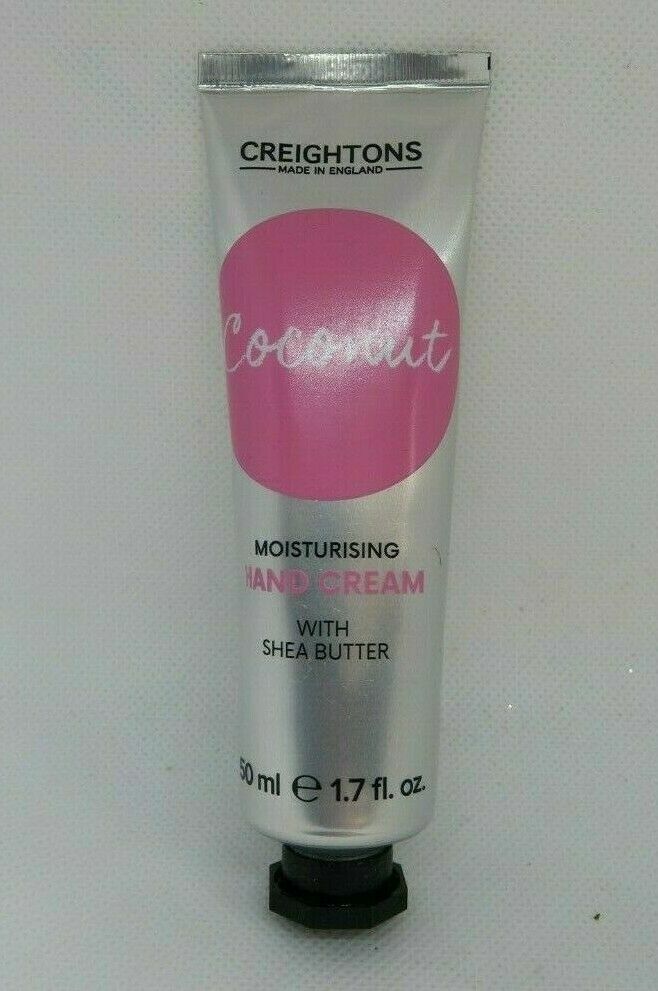 CREIGHTONS
MADE IN ENGLAND
Coconut
MOISTURISING
HAND CREAM
WITH
SHEA BUTTER
50 ml ℮ 1.7 fl. oz.